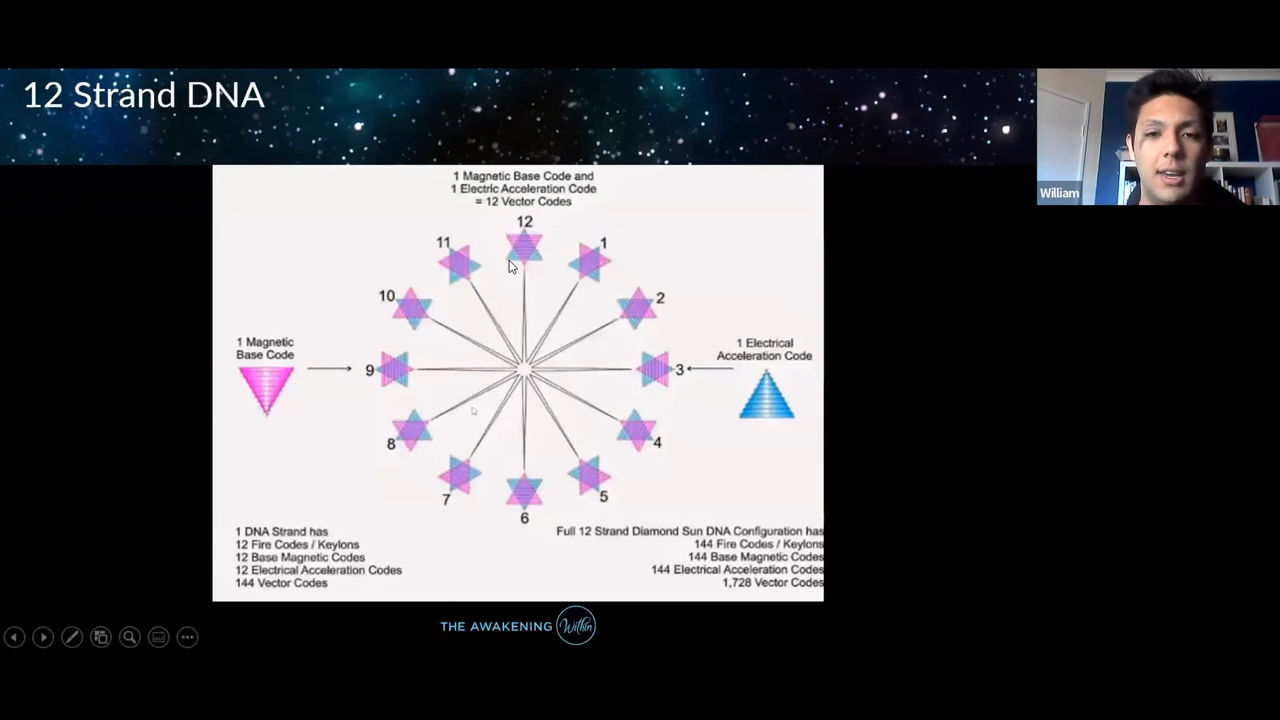 12 Strand DNA
William
1 Magnetic Base Code and
1 Electric Acceleration Code
= 12 Vector Codes
12
11
1
10
2
1 Magnetic
Base Code
1 Electrical
Acceleration Code
9
3
8
4
7
5
6
1 DNA Strand has
12 Fire Codes / Keylons
12 Base Magnetic Codes
12 Electrical Acceleration Codes
144 Vector Codes
Full 12 Strand Diamond Sun DNA Configuration has
144 Fire Codes / Keylons
144 Base Magnetic Codes
144 Electrical Acceleration Codes
1,728 Vector Codes
THE AWAKENING Within